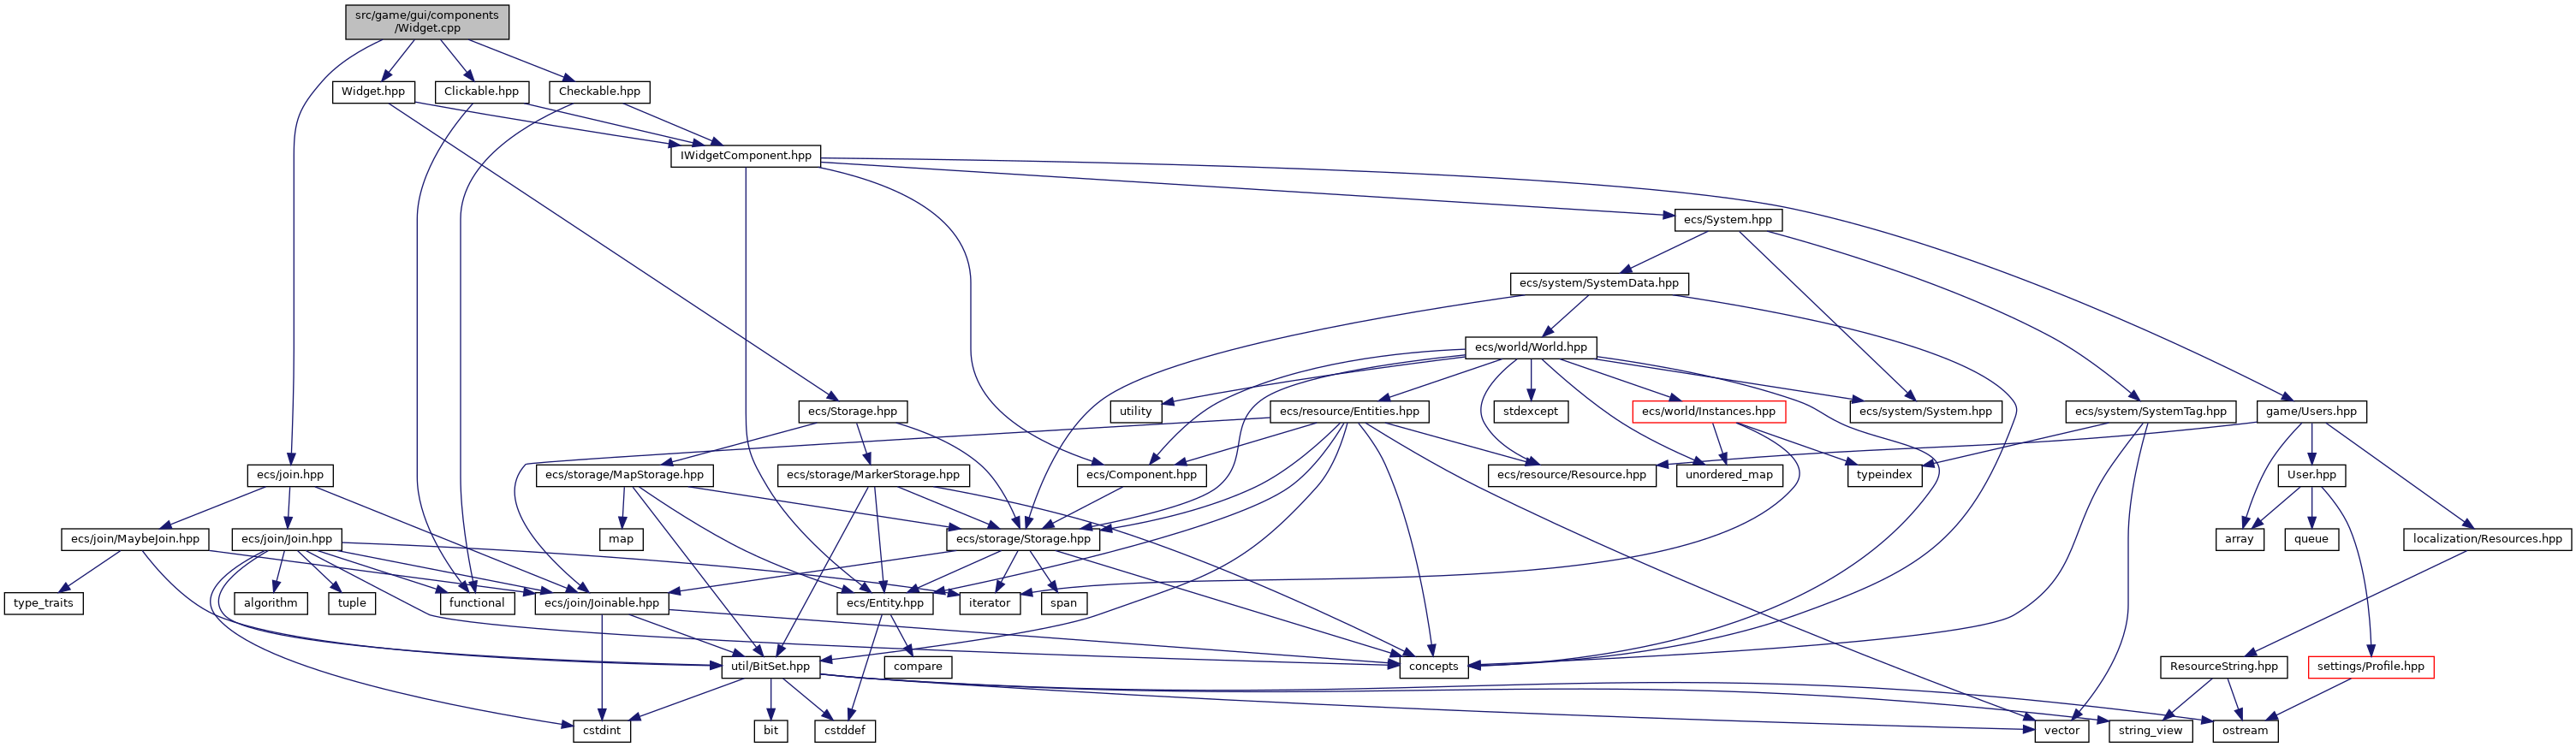 src/game/gui/components
/Widget.cpp
Widget.hpp
Clickable.hpp
Checkable.hpp
IWidgetComponent.hpp
ecs/System.hpp
ecs/system/SystemData.hpp
ecs/world/World.hpp
ecs/Storage.hpp
utility
ecs/resource/Entities.hpp
stdexcept
ecs/world/Instances.hpp
ecs/system/System.hpp
ecs/system/SystemTag.hpp
game/Users.hpp
ecs/join.hpp
ecs/storage/MapStorage.hpp
ecs/storage/MarkerStorage.hpp
ecs/Component.hpp
ecs/resource/Resource.hpp
unordered_map
typeindex
User.hpp
ecs/join/MaybeJoin.hpp
ecs/join/Join.hpp
map
ecs/storage/Storage.hpp
array
queue
localization/Resources.hpp
type_traits
algorithm
tuple
functional
ecs/join/Joinable.hpp
ecs/Entity.hpp
iterator
span
util/BitSet.hpp
compare
concepts
ResourceString.hpp
settings/Profile.hpp
cstdint
bit
cstddef
vector
string_view
ostream